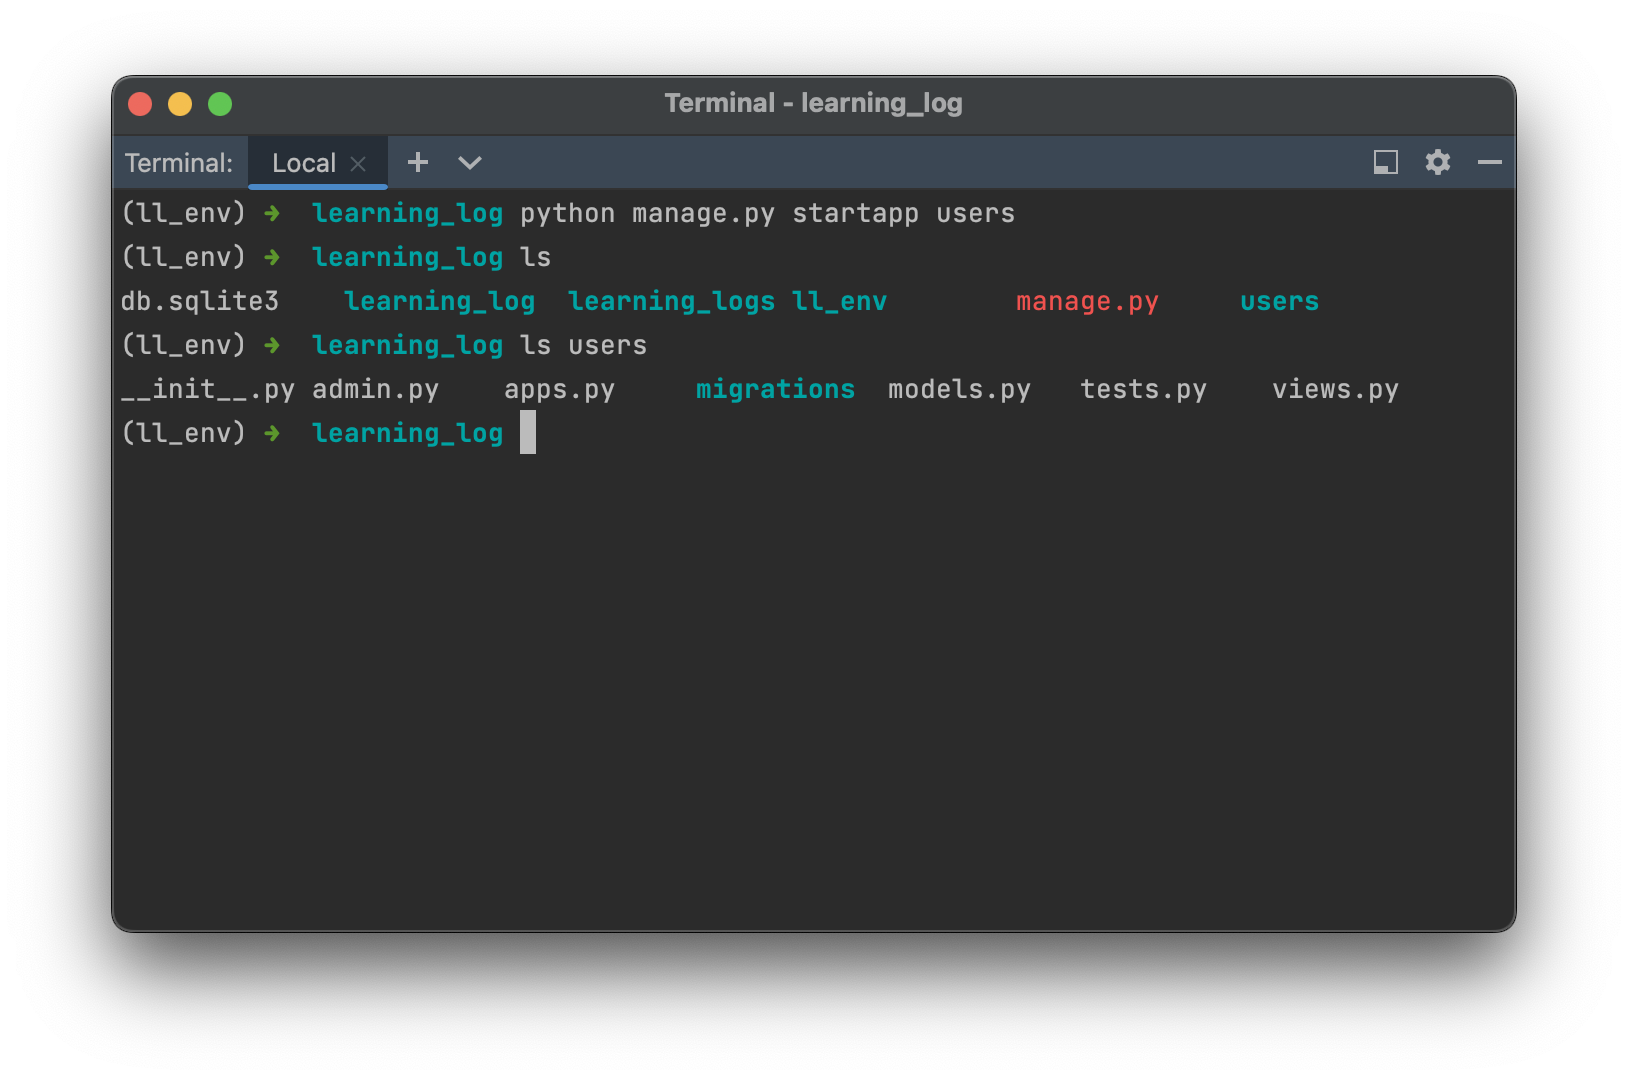 Terminal - learning_log
Terminal: Local
(ll_env) ➜ learning_log python manage.py startapp users
(ll_env) ➜ learning_log ls
db.sqlite3 learning_log learning_logs ll_env manage.py users
(ll_env) ➜ learning_log ls users
__init__.py admin.py apps.py migrations models.py tests.py views.py
(ll_env) ➜ learning_log